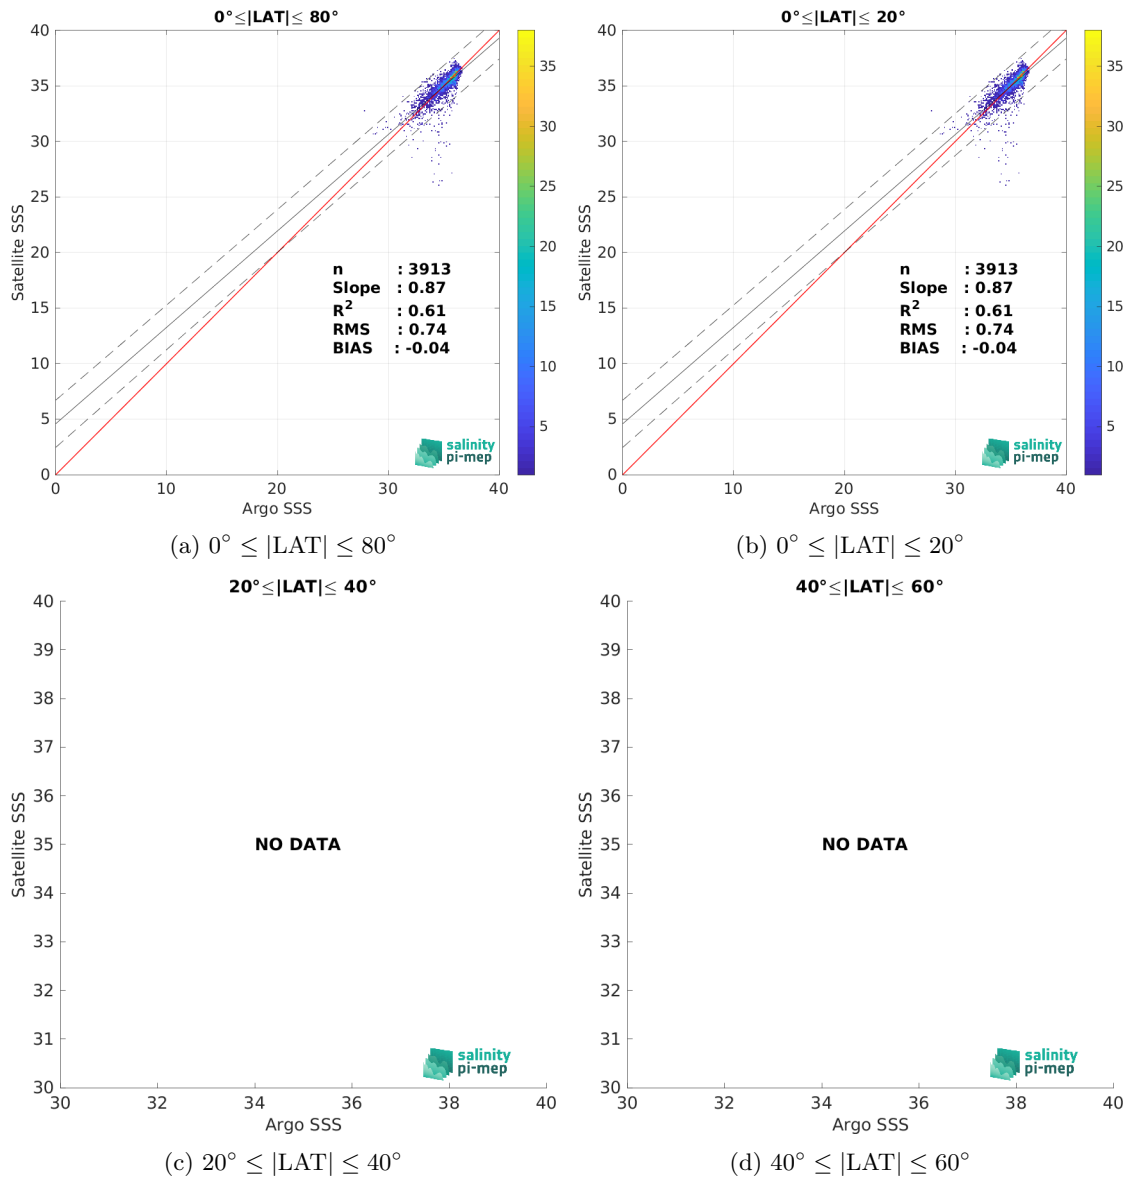 0°≤|LAT|≤ 80°
40
35
30
25
20
15
10
5
0
0
10
20
30
40
Satellite SSS
Argo SSS
n : 3913
Slope : 0.87
R² : 0.61
RMS : 0.74
BIAS : -0.04
salinity
pi-mep
35
30
25
20
15
10
5
(a) 0° ≤ |LAT| ≤ 80°
0°≤|LAT|≤ 20°
40
35
30
25
20
15
10
5
0
0
10
20
30
40
Satellite SSS
Argo SSS
n : 3913
Slope : 0.87
R² : 0.61
RMS : 0.74
BIAS : -0.04
salinity
pi-mep
35
30
25
20
15
10
5
(b) 0° ≤ |LAT| ≤ 20°
20°≤|LAT|≤ 40°
40
39
38
37
36
35
34
33
32
31
30
30
32
34
36
38
40
Satellite SSS
Argo SSS
NO DATA
salinity
pi-mep
(c) 20° ≤ |LAT| ≤ 40°
40°≤|LAT|≤ 60°
40
39
38
37
36
35
34
33
32
31
30
30
32
34
36
38
40
Satellite SSS
Argo SSS
NO DATA
salinity
pi-mep
(d) 40° ≤ |LAT| ≤ 60°